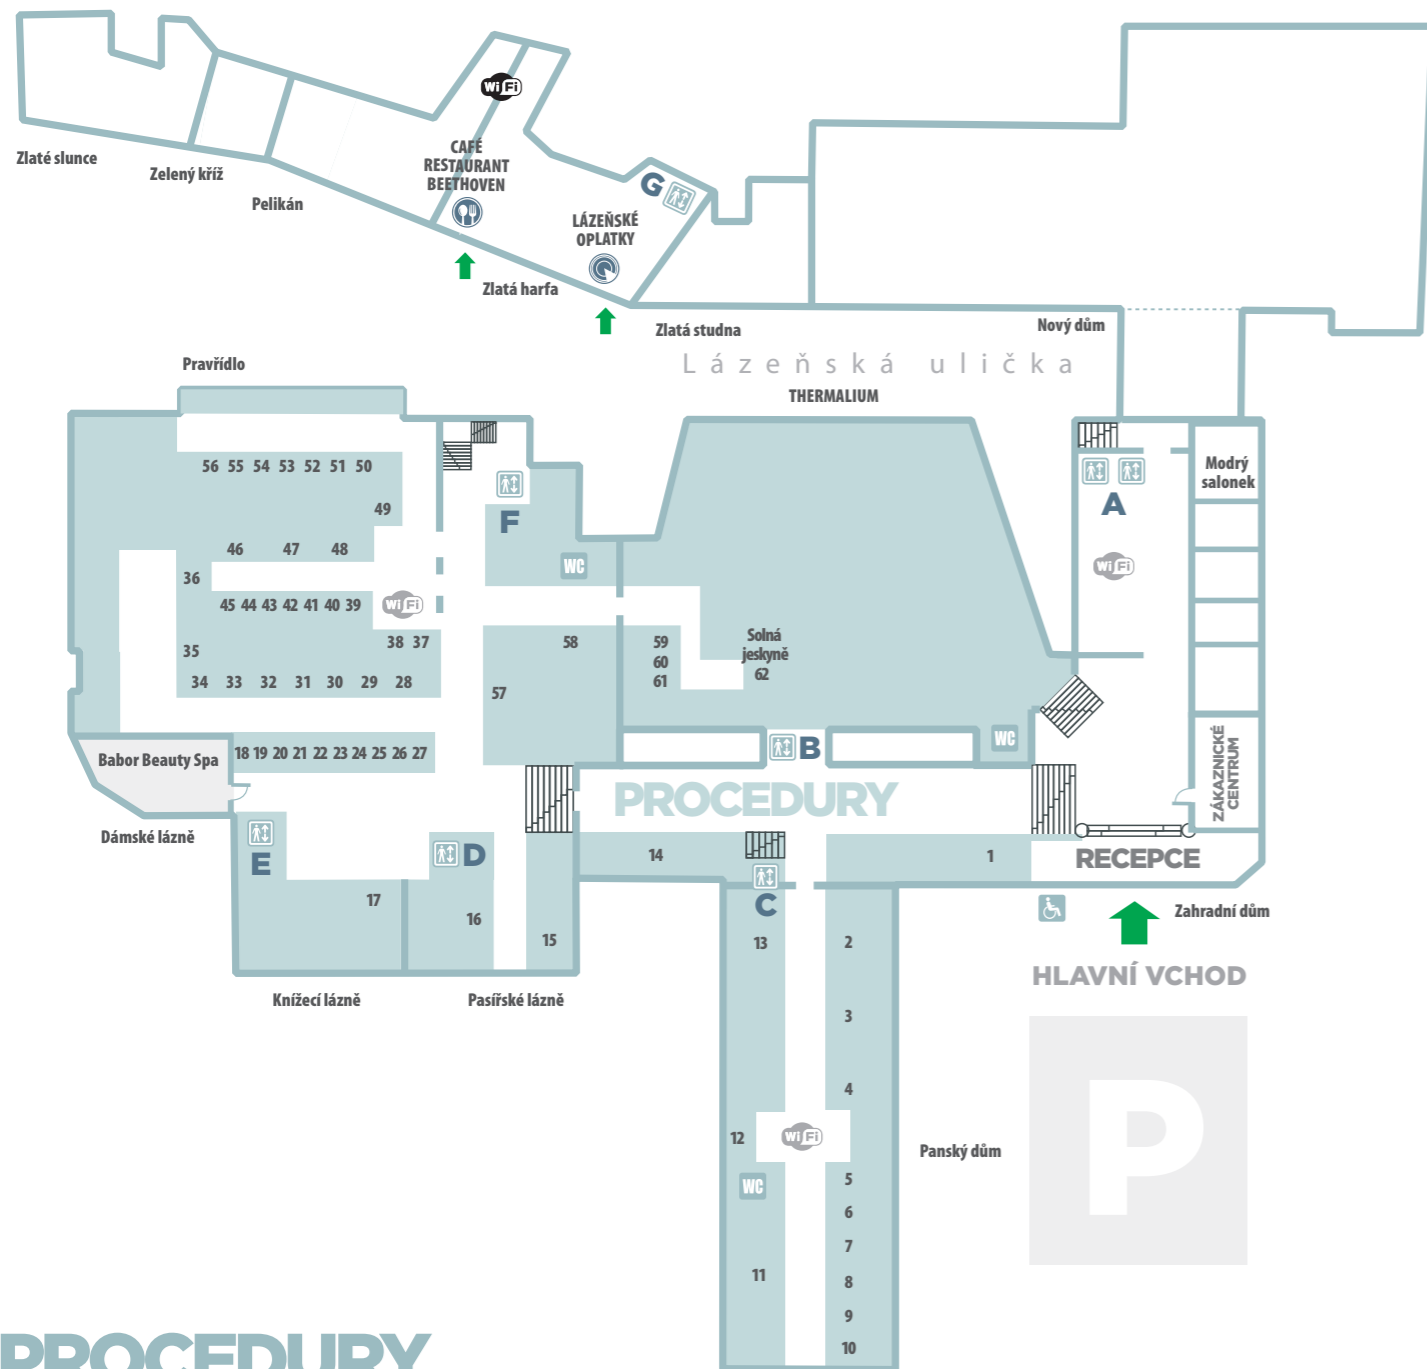 WiFi
CAFÉ
RESTAURANT
BEETHOVEN
G
Zlaté slunce
Zelený kříž
Pelikán
LÁZEŇSKÉ
OPLATKY
Zlatá harfa
Zlatá studna
Nový dům
Lázeňská ulička
THERMALIUM
Pravřídlo
56 55 54 53 52 51 50
49
46 47 48
36
45 44 43 42 41 40 39
WiFi
38 37
35
34 33 32 31 30 29 28
F
WC
58
57
59
60
61
Solná
jeskyně
62
A
WiFi
Modrý
salonek
Babor Beauty Spa
18 19 20 21 22 23 24 25 26 27
B
WC
PROCEDURY
ZÁKAZNICKÉ
CENTRUM
Dámské lázně
E
D
14
1
RECEPCE
C
17
16
15
13
2
Zahradní dům
HLAVNÍ VCHOD
Knížecí lázně
Pasířské lázně
3
4
12
WiFi
Panský dům
P
WC
5
6
7
11
8
9
10
PROCEDURY